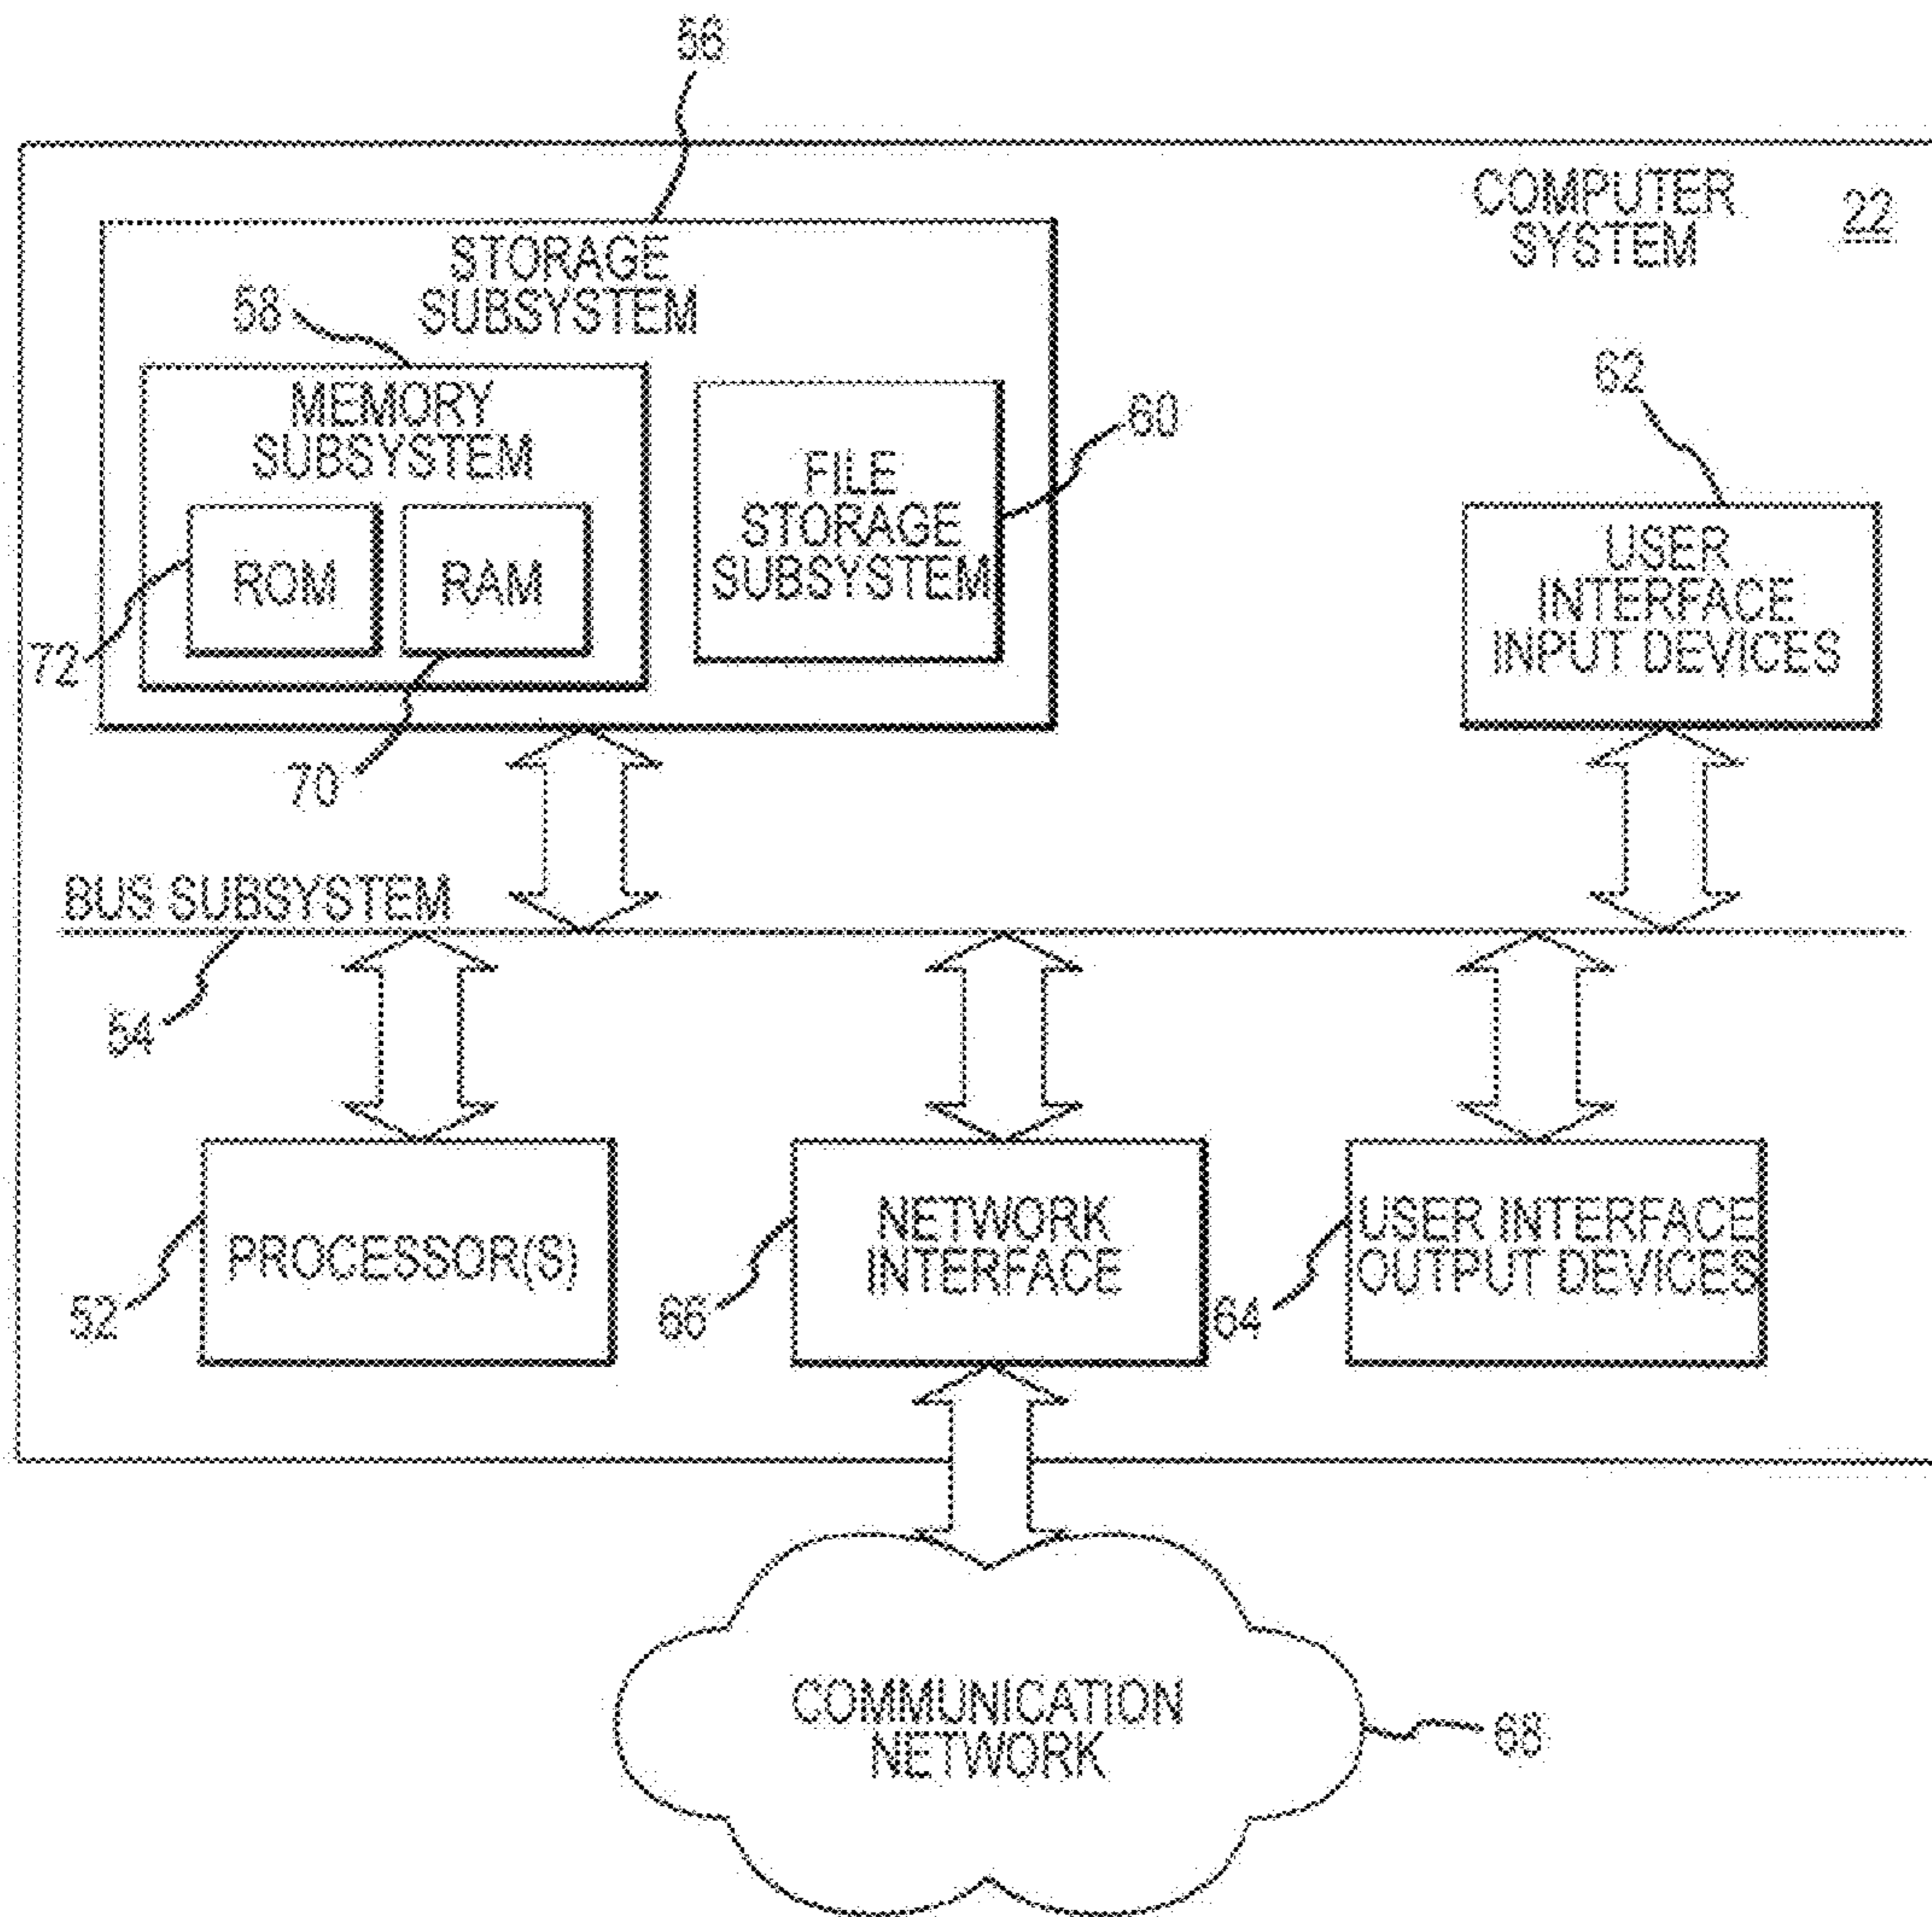 56
COMPUTER
SYSTEM
22
STORAGE
SUBSYSTEM
58
MEMORY
SUBSYSTEM
62
60
FILE
STORAGE
SUBSYSTEM
ROM
RAM
USER
INTERFACE
INPUT DEVICES
72
70
BUS SUBSYSTEM
54
PROCESSOR(S)
NETWORK
INTERFACE
USER INTERFACE
OUTPUT DEVICES
52
66
64
COMMUNICATION
NETWORK
68